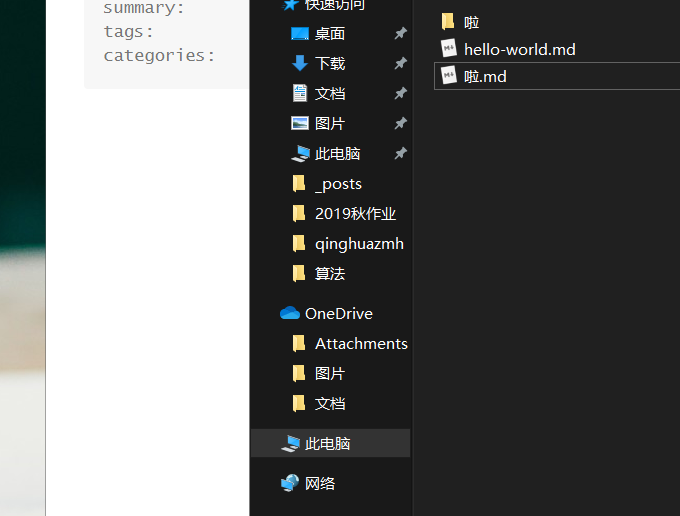 summary:
tags:
categories:
快速访问
桌面
下载
文档
图片
此电脑
_posts
2019秋作业
qinghuazmh
算法
OneDrive
Attachments
图片
文档
此电脑
网络
啦
hello-world.md
啦.md